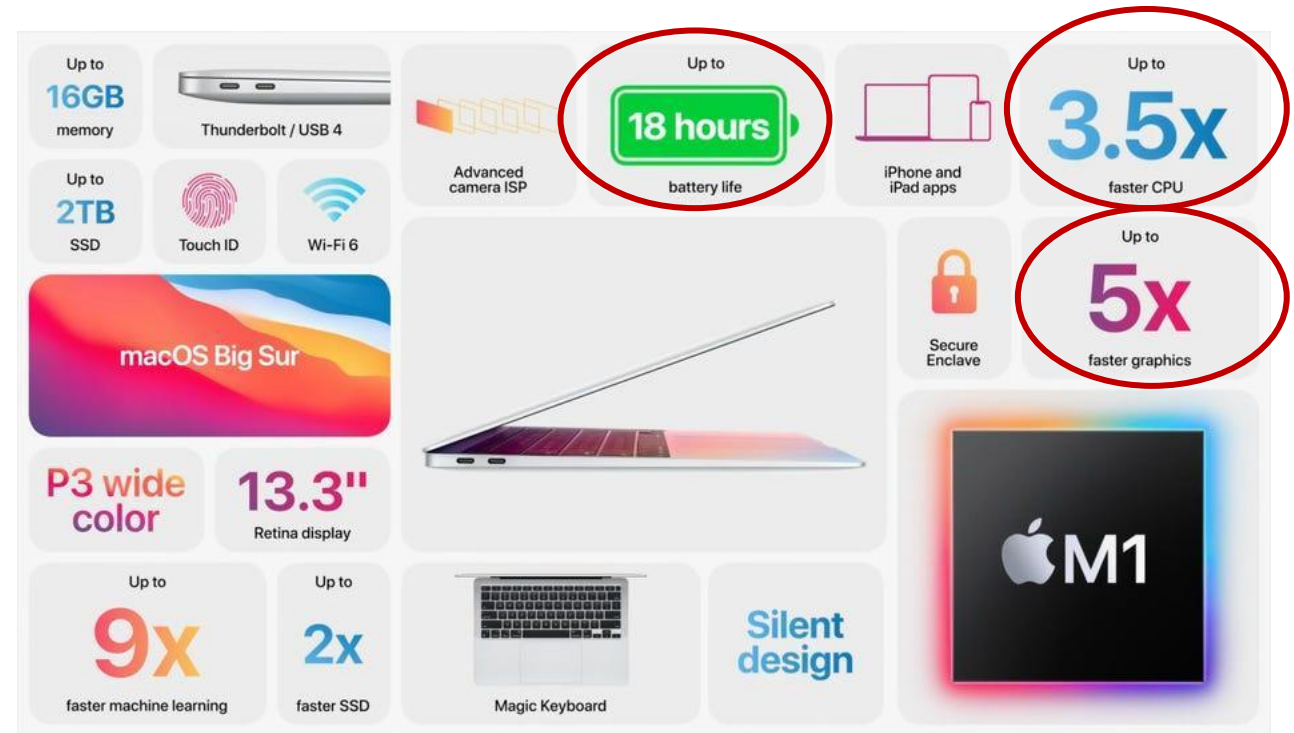 Up to
16GB
memory
Thunderbolt / USB 4
Advanced
camera ISP
Up to
18 hours
battery life
iPhone and
iPad apps
Up to
3.5x
faster CPU
Up to
2TB
SSD
Touch ID
Wi-Fi 6
Secure
Enclave
Up to
5x
faster graphics
macOS Big Sur
P3 wide
color
13.3"
Retina display
M1
Up to
9x
faster machine learning
Up to
2x
faster SSD
Magic Keyboard
Silent
design